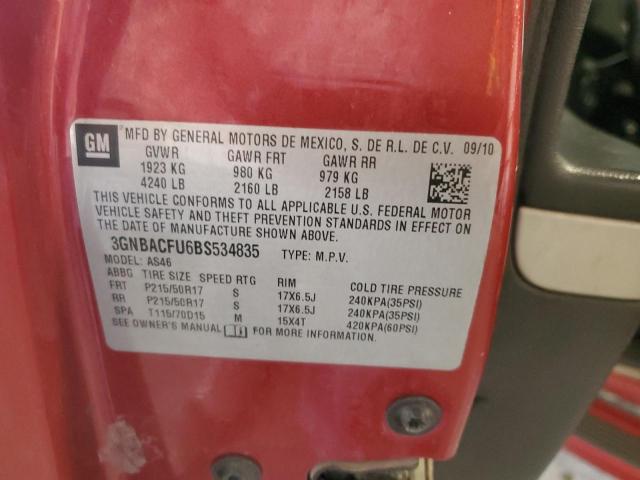 GM MFD BY GENERAL MOTORS DE MEXICO, S. DE R.L. DE C.V. 09/10
GVWR GAWR FRT GAWR RR
1923 KG 980 KG 979 KG
4240 LB 2160 LB 2158 LB
THIS VEHICLE CONFORMS TO ALL APPLICABLE U.S. FEDERAL MOTOR
VEHICLE SAFETY AND THEFT PREVENTION STANDARDS IN EFFECT ON
THE DATE OF MANUFACTURE SHOWN ABOVE.
3GNBACFU6BS534835 TYPE: M.P.V.
MODEL: AS46
ABBG TIRE SIZE SPEED RTG RIM COLD TIRE PRESSURE
FRT P215/50R17 S 17X6.5J 240KPA(35PSI)
RR P215/50R17 S 17X6.5J 240KPA(35PSI)
SPA T115/70D15 M 15X4T 420KPA(60PSI)
SEE OWNER'S MANUAL FOR MORE INFORMATION.